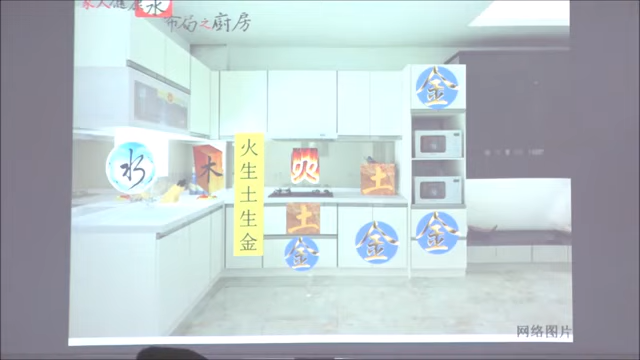 家人健康
水
布局之厨房
金
水
木
火生土生金
火
土
土
金
金
金
网络图片